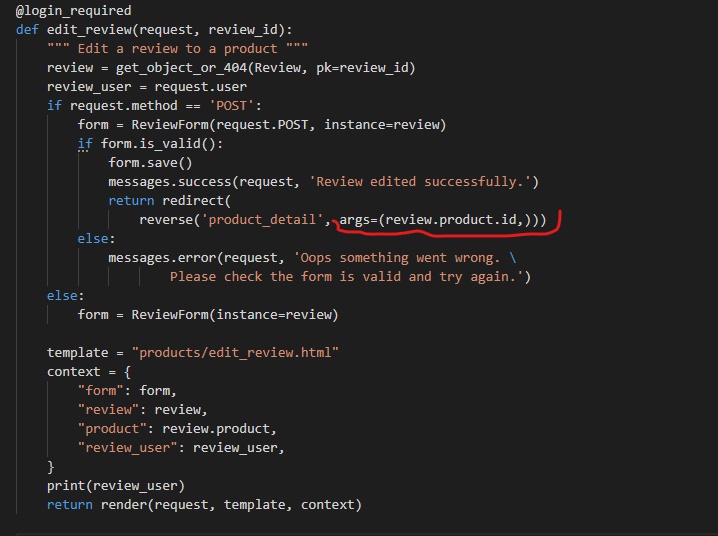 @login_required
def edit_review(request, review_id):
    """ Edit a review to a product """
    review = get_object_or_404(Review, pk=review_id)
    review_user = request.user
    if request.method == 'POST':
        form = ReviewForm(request.POST, instance=review)
        if form.is_valid():
            form.save()
            messages.success(request, 'Review edited successfully.')
            return redirect(
                reverse('product_detail', args=(review.product.id,)))
        else:
            messages.error(request, 'Oops something went wrong. \
                    Please check the form is valid and try again.')
    else:
        form = ReviewForm(instance=review)

    template = "products/edit_review.html"
    context = {
        "form": form,
        "review": review,
        "product": review.product,
        "review_user": review_user,
    }
    print(review_user)
    return render(request, template, context)